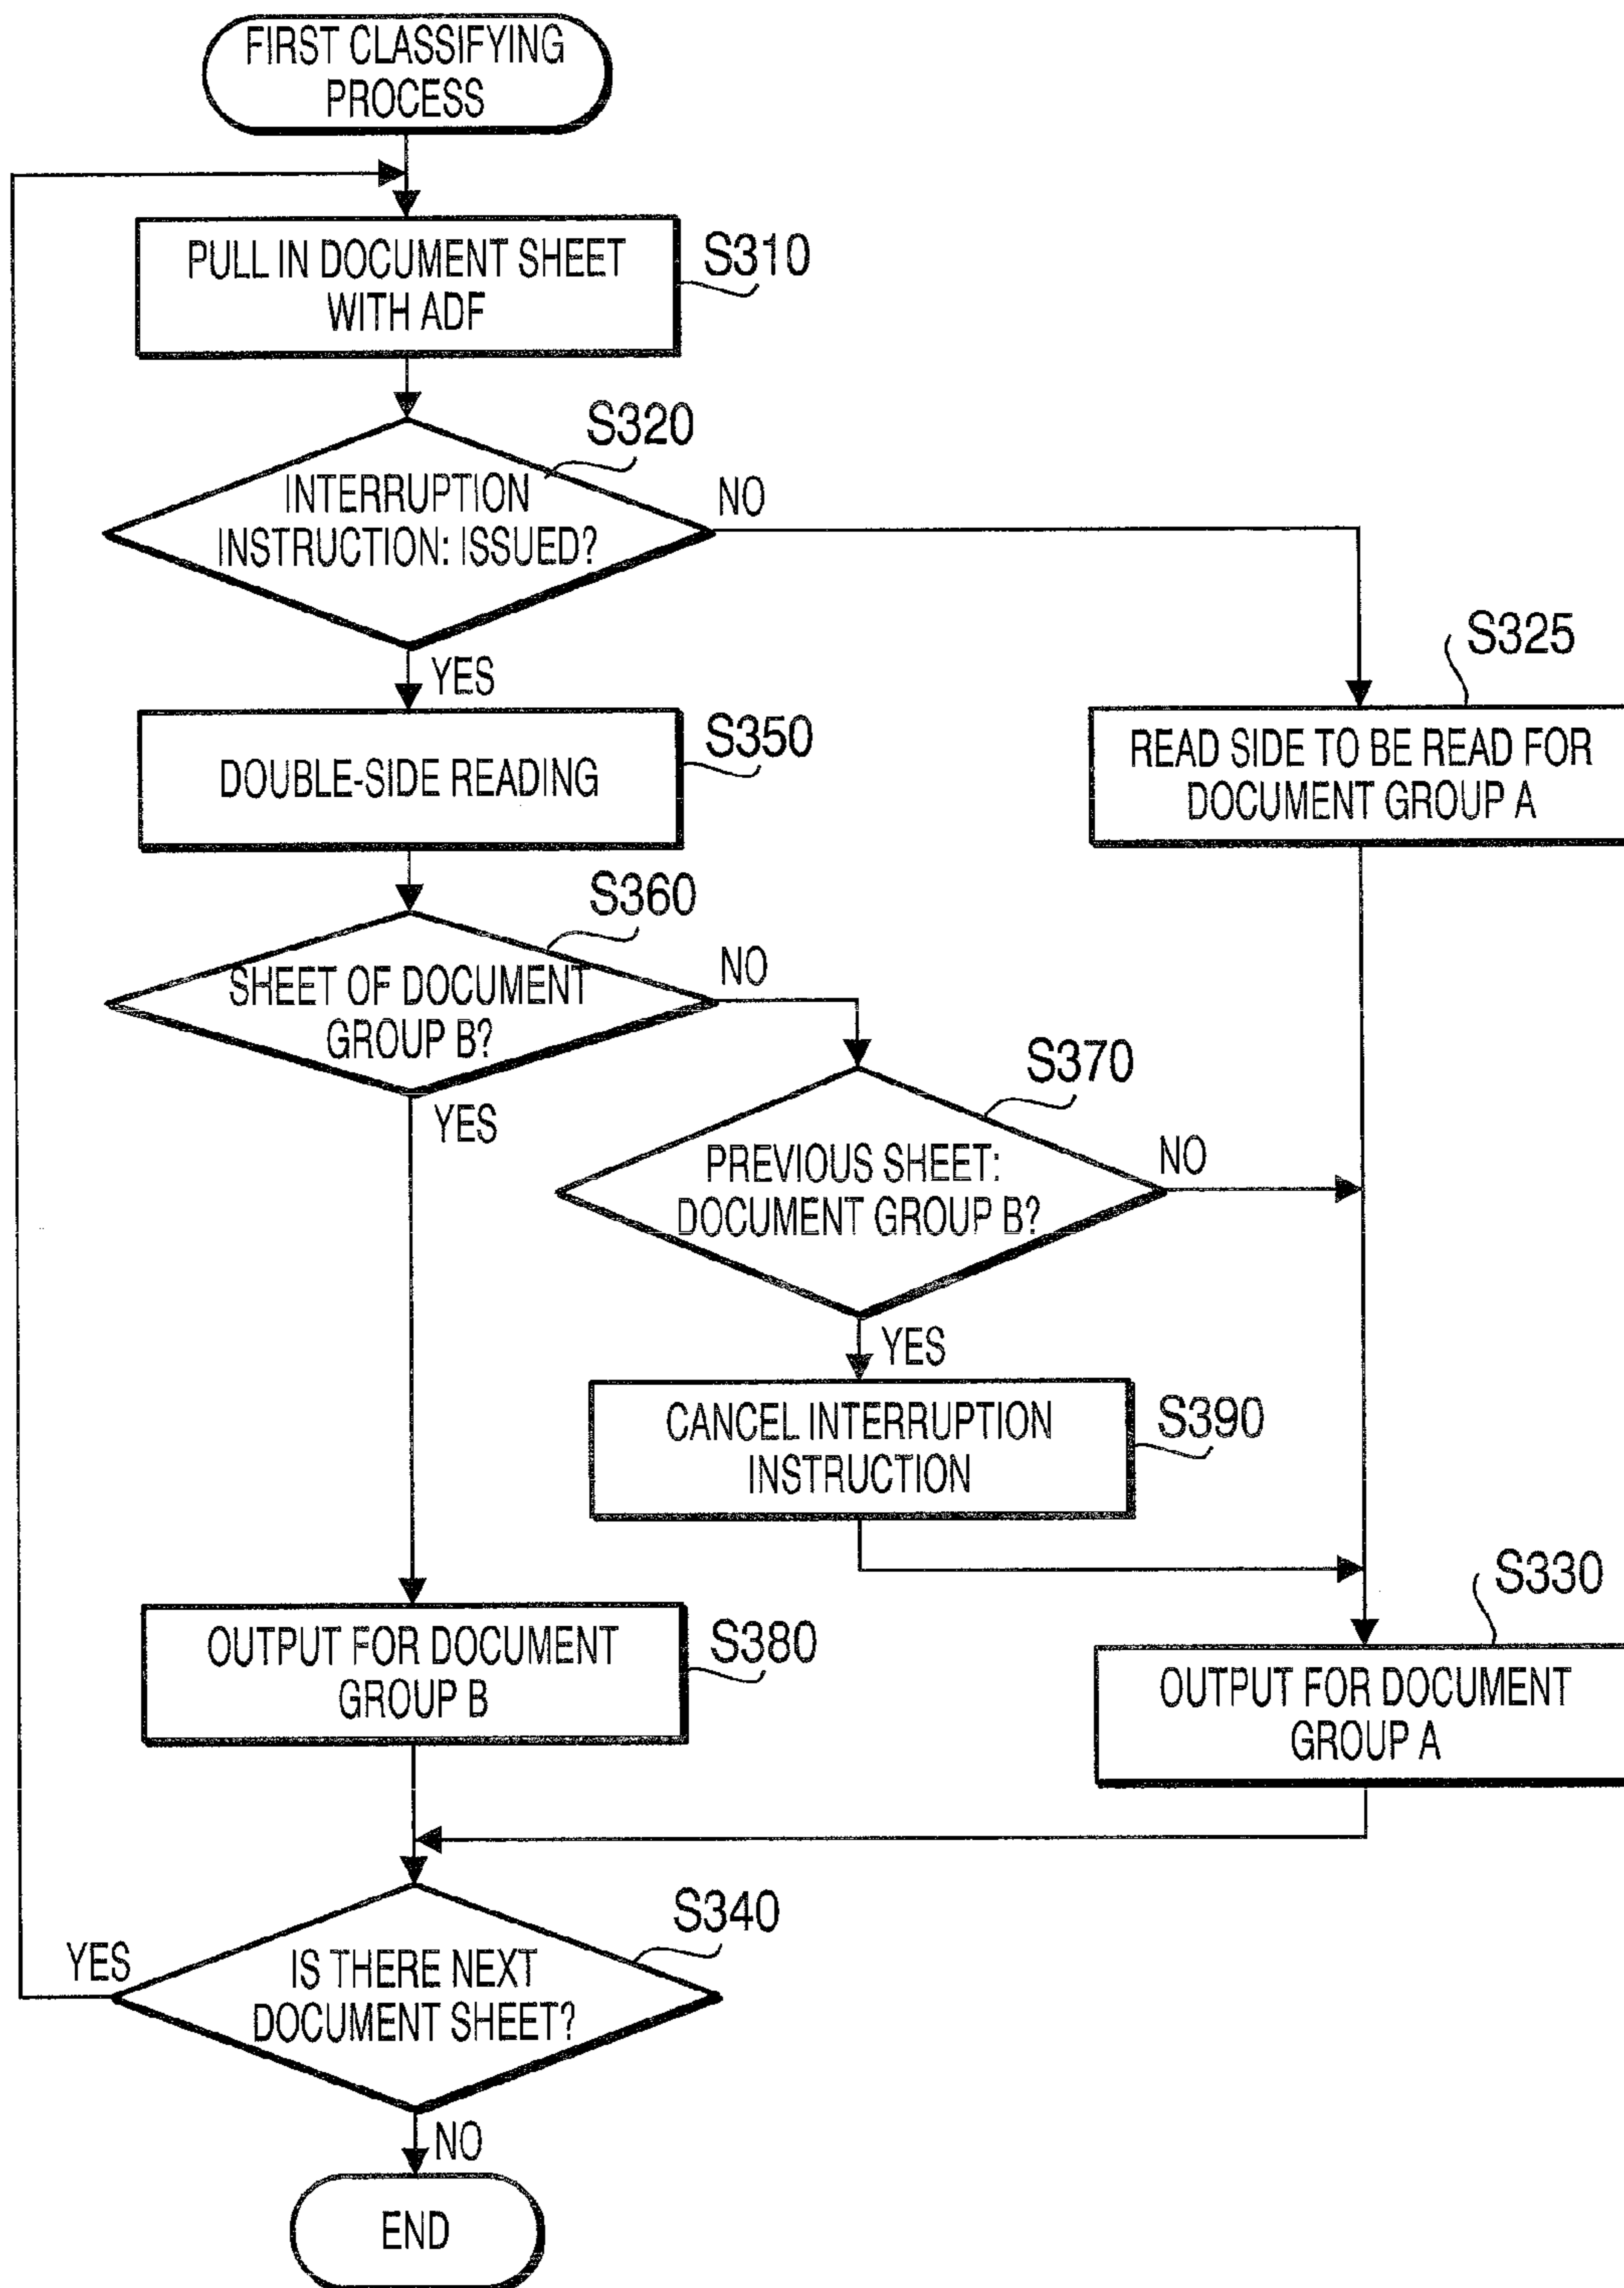 FIRST CLASSIFYING
PROCESS
PULL IN DOCUMENT SHEET
WITH ADF
S310
S320
INTERRUPTION
INSTRUCTION: ISSUED?
NO
YES
S325
READ SIDE TO BE READ FOR
DOCUMENT GROUP A
S350
DOUBLE-SIDE READING
S360
SHEET OF DOCUMENT
GROUP B?
NO
YES
S370
PREVIOUS SHEET:
DOCUMENT GROUP B?
NO
YES
CANCEL INTERRUPTION
INSTRUCTION
S390
S330
OUTPUT FOR DOCUMENT
GROUP B
S380
OUTPUT FOR DOCUMENT
GROUP A
S340
YES
IS THERE NEXT
DOCUMENT SHEET?
NO
END